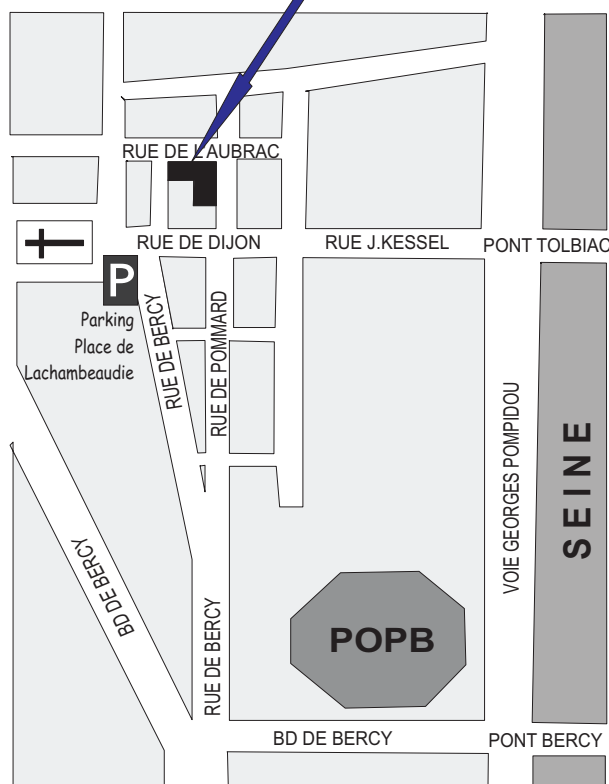 RUE DE L'AUBRAC
RUE DE DIJON
RUE J.KESSEL
PONT TOLBIAC
P
Parking
Place de
Lachambeaudie
RUE DE BERCY
RUE DE POMMARD
VOIE GEORGES POMPIDOU
SEINE
BD DE BERCY
RUE DE BERCY
POPB
BD DE BERCY
PONT BERCY